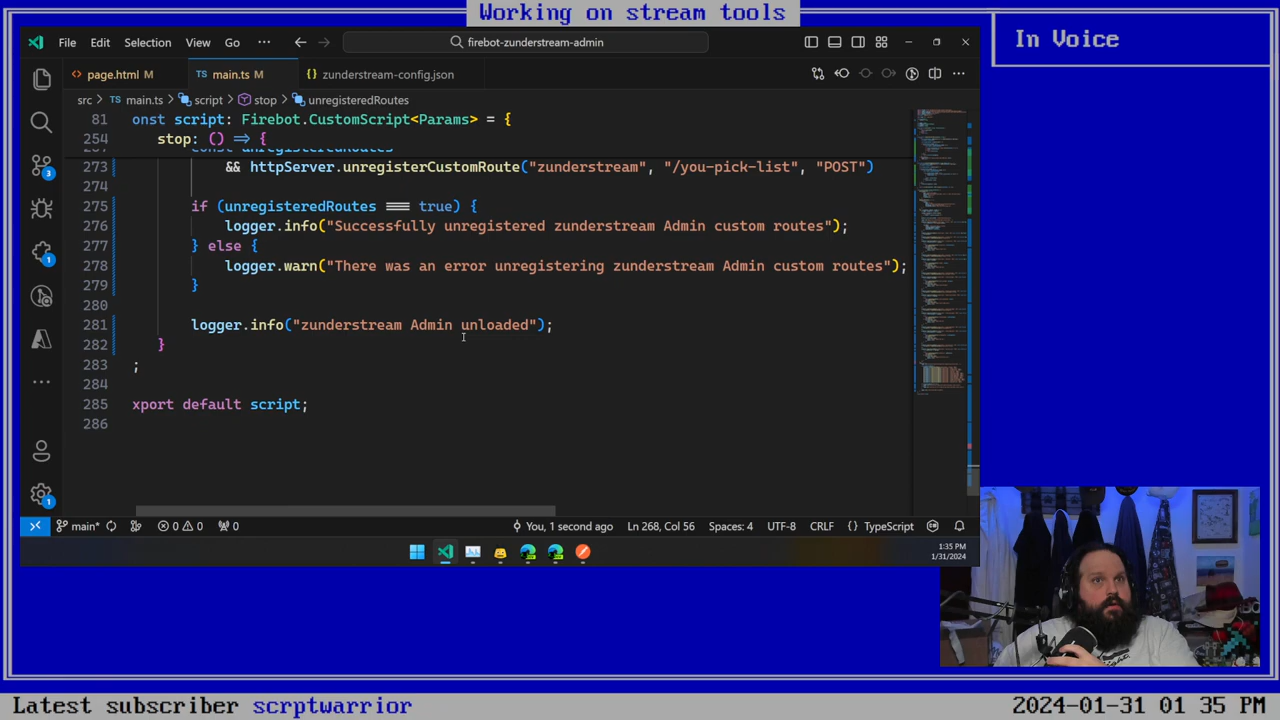 Working on stream tools
In Voice
File Edit Selection View Go ··· firebot-zunderstream-admin
page.html M main.ts M zunderstream-config.json
src > main.ts > script > stop > unregisteredRoutes
81 onst script: Firebot.CustomScript<Params> = {
254 stop: () => {
273 && httpServe.unregisterCustomRoute("zunderstream", "/you-pick-list", "POST")
274
275 if (unregisteredRoutes === true) {
276 logger.info("Successfully unregistered zunderstream Admin custom routes");
277 } else {
278 logger.warn("There was an error unregistering zunderstream Admin custom routes");
279 }
280
281 logger.info("zunderstream Admin unloaded");
282 }
283 ;
284
285 xport default script;
286
main* 0 0 0 You, 1 second ago Ln 268, Col 56 Spaces: 4 UTF-8 CRLF {} TypeScript
1:35 PM
1/31/2024
Latest subscriber scrptwarrior 2024-01-31 01 35 PM